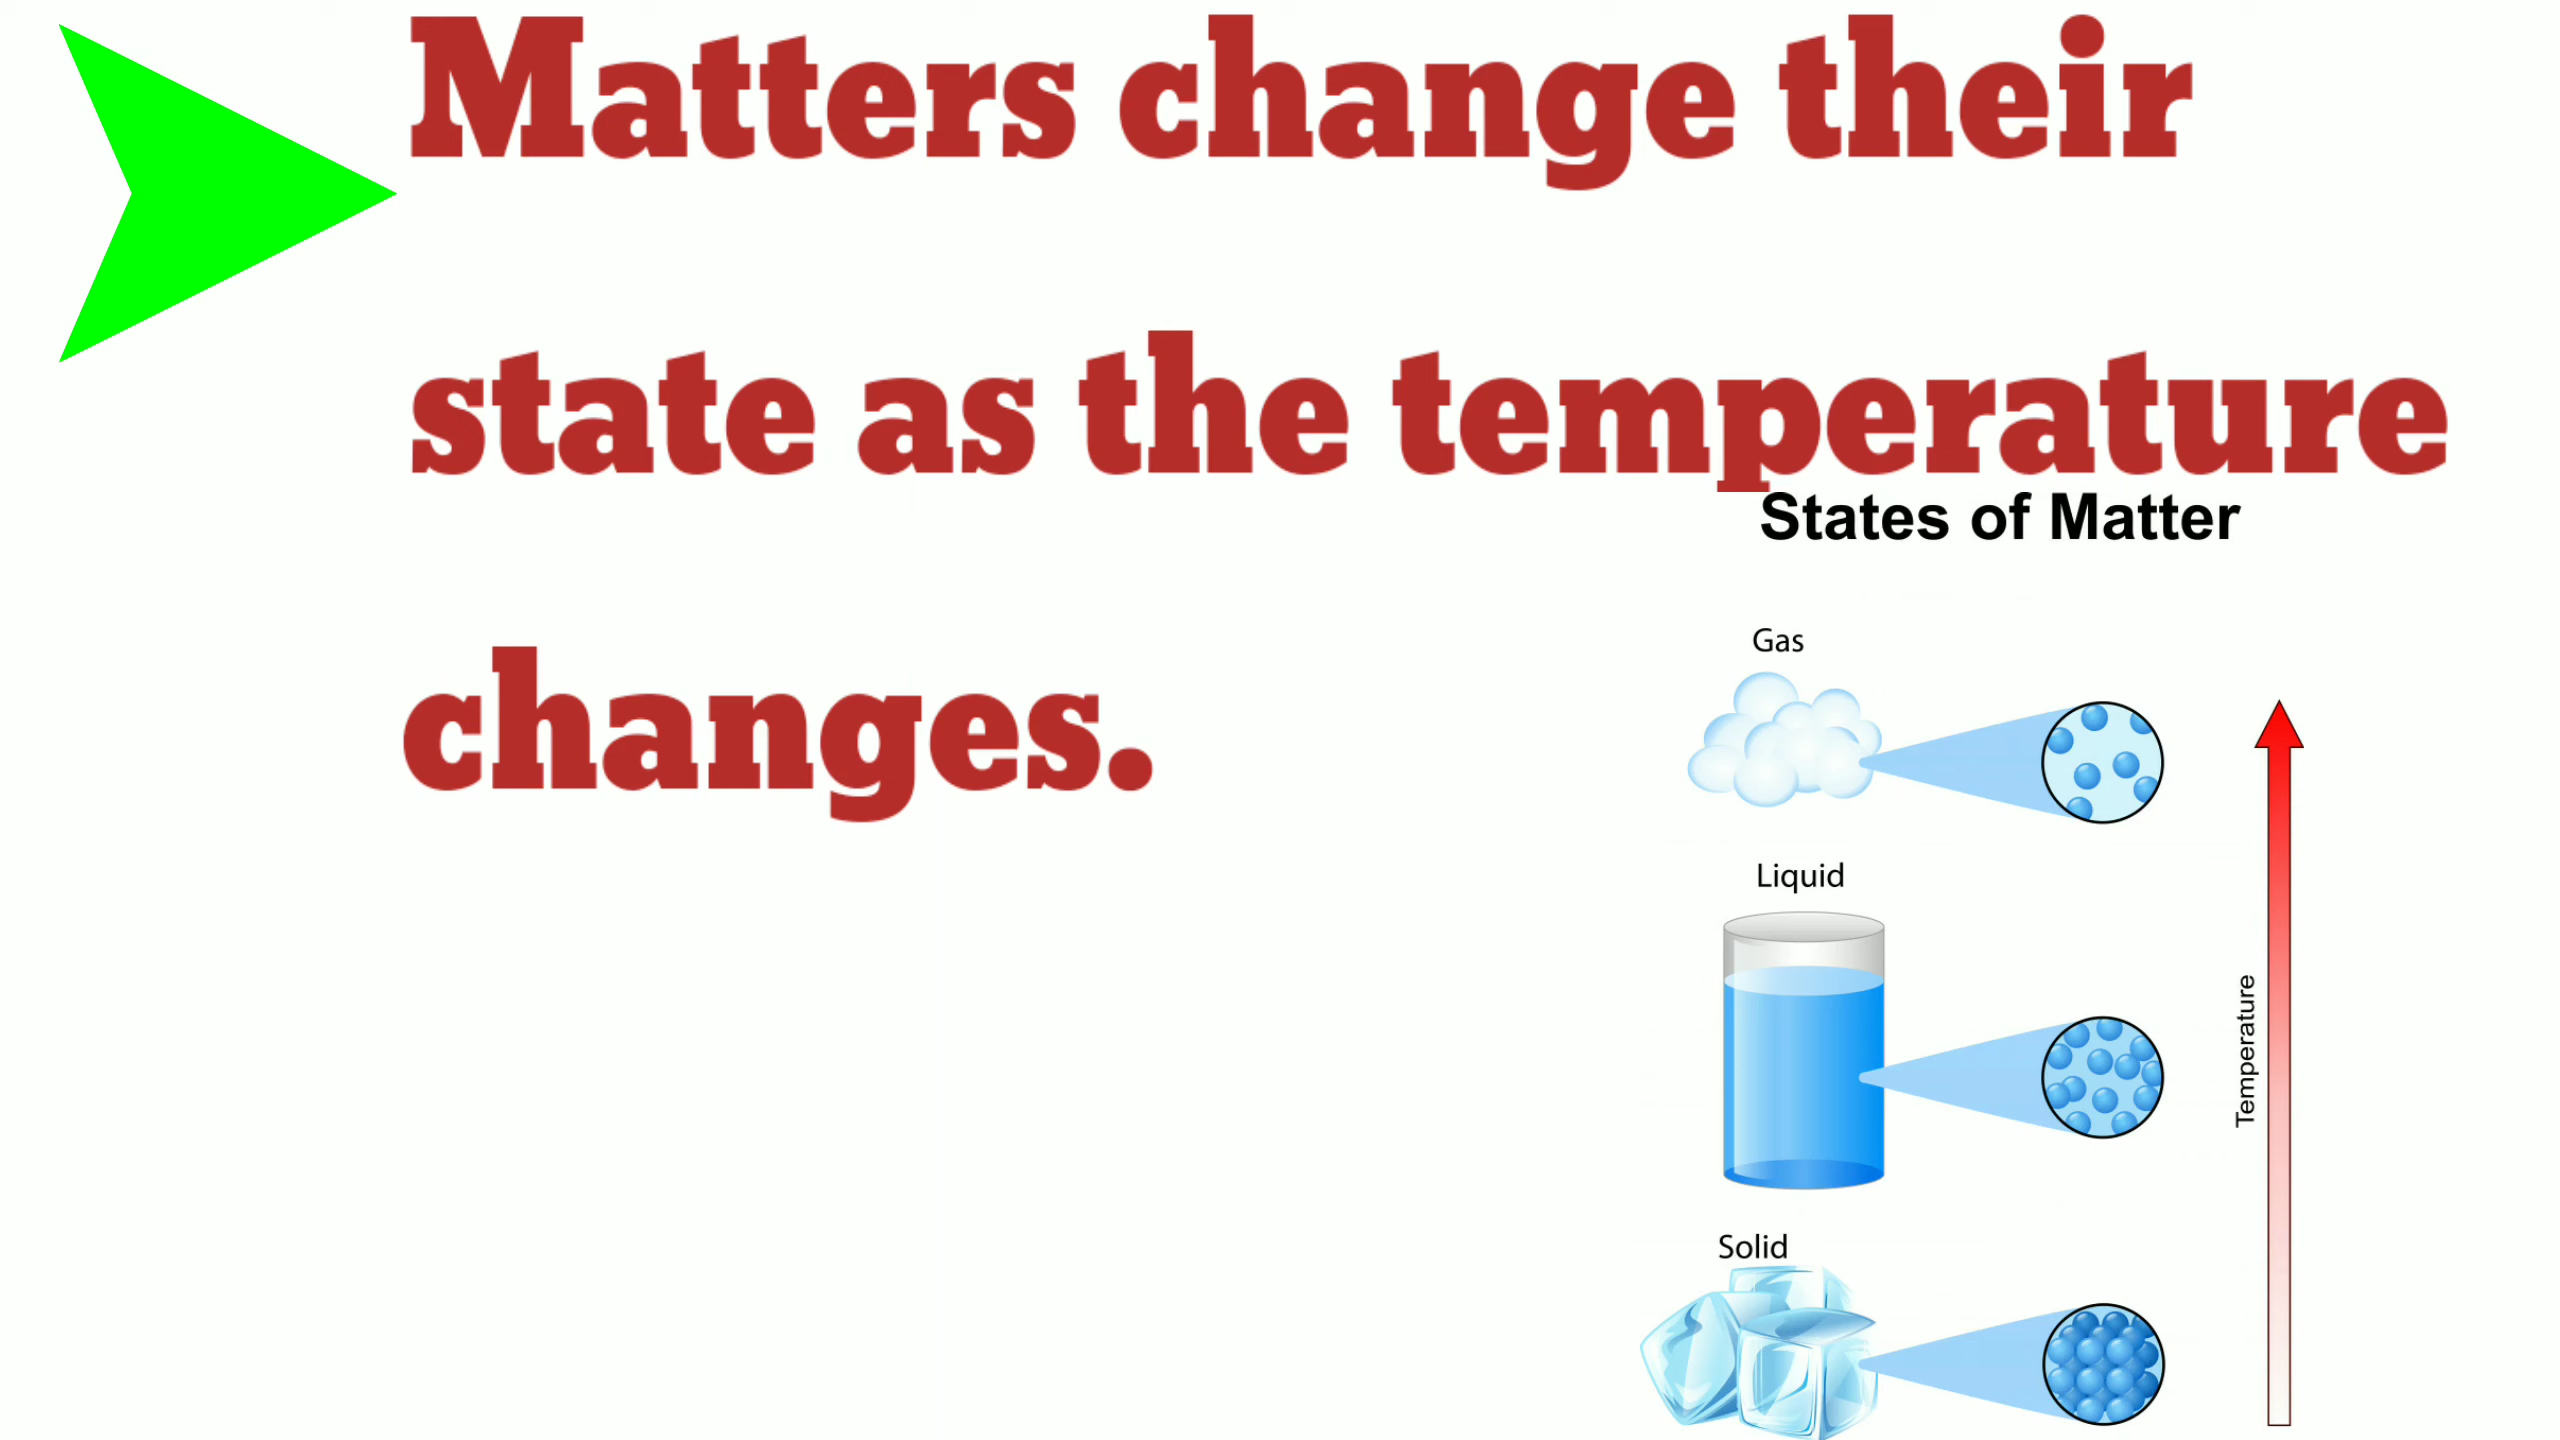 Matters change their
state as the temperature
changes.
States of Matter
Gas
Liquid
Temperature
Solid